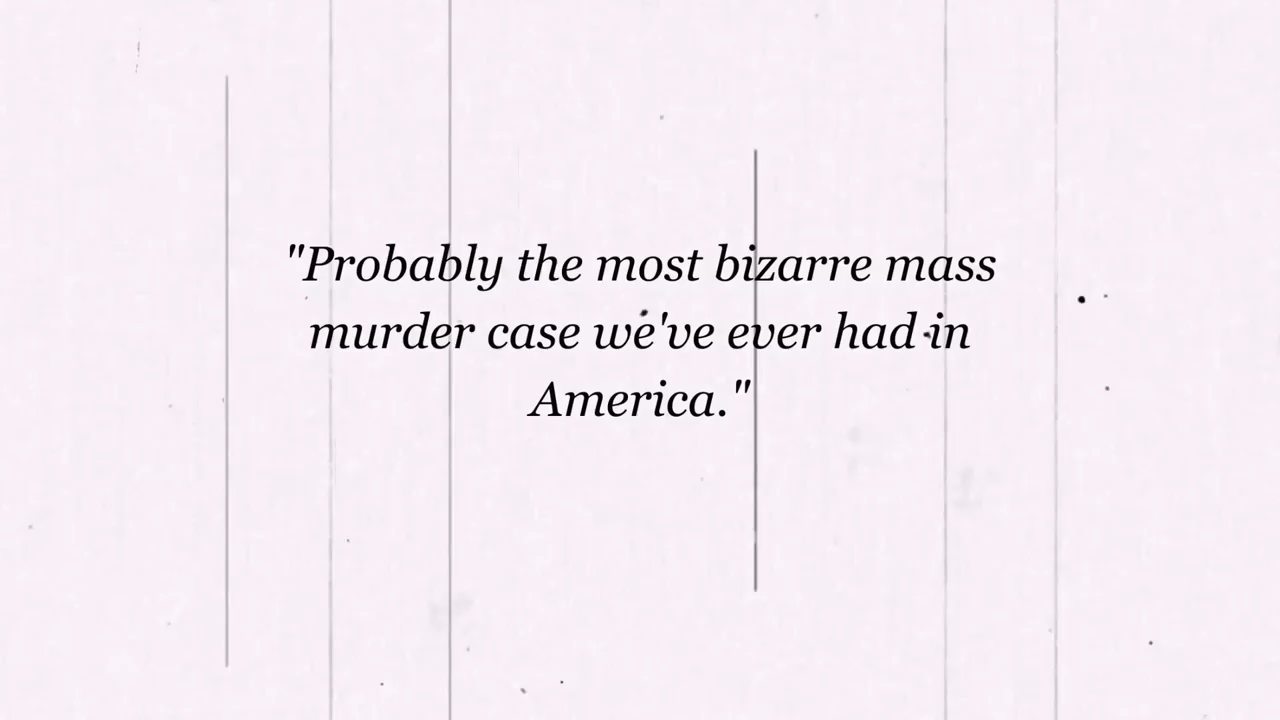 "Probably the most bizarre mass
murder case we've ever had in
America."